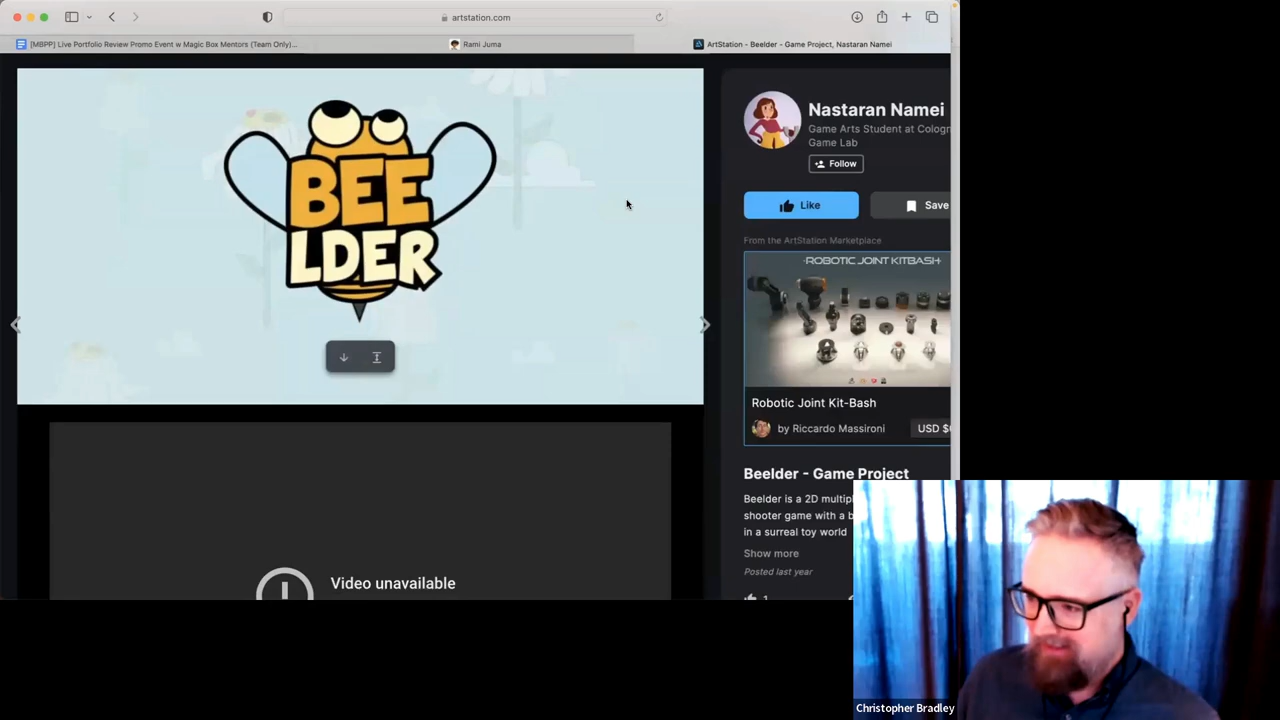 artstation.com
[MBPP] Live Portfolio Review Promo Event w Magic Box Mentors (Team Only)...
Rami Juma
ArtStation - Beelder - Game Project, Nastaran Namei
BEE
LDER
Nastaran Namei
Game Arts Student at Cologn
Game Lab
Follow
Like
Save
From the ArtStation Marketplace
ROBOTIC JOINT KITBASH
Robotic Joint Kit-Bash
by Riccardo Massironi
USD $
Beelder - Game Project
Beelder is a 2D multip
shooter game with a b
in a surreal toy world
Show more
Posted last year
1
Video unavailable
Christopher Bradley